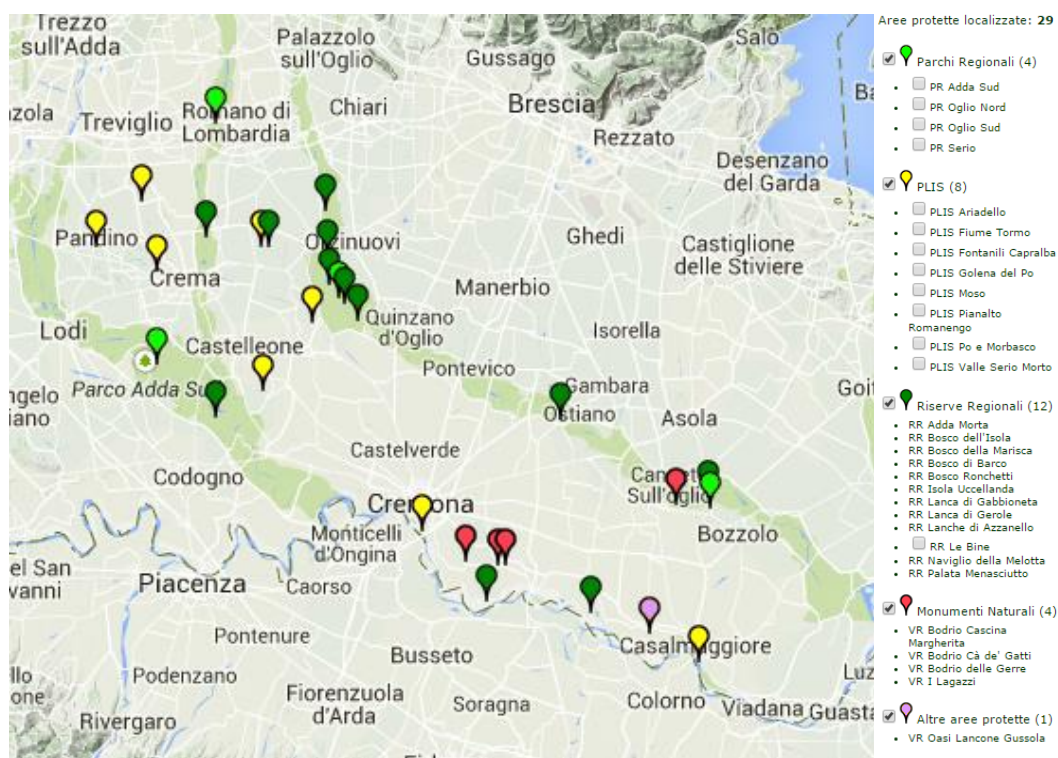 Trezzo
sull'Adda
Palazzolo
sull'Oglio
Gussago
Salò
Chiari
Brescia
Treviglio
Romano di
Lombardia
Rezzato
Desenzano
del Garda
Pandino
Orzinuovi
Ghedi
Castiglione
delle Stiviere
Crema
Manerbio
Lodi
Quinzano
d'Oglio
Isorella
Castelleone
Pontevico
Gambara
Parco Adda Su
Ostiano
Asola
Goit
Castelverde
Codogno
Canneto
Sull'Oglio
Cremona
Monticelli
d'Ongina
Bozzolo
Piacenza
Caorso
Pontenure
Busseto
Casalmaggiore
Podenzano
Fiorenzuola
d'Arda
Soragna
Colorno
Viadana
Guasta
Rivergaro
Aree protette localizzate: 29
Parchi Regionali (4)
PR Adda Sud
PR Oglio Nord
PR Oglio Sud
PR Serio
PLIS (8)
PLIS Ariadello
PLIS Fiume Tormo
PLIS Fontanili Capralba
PLIS Golena del Po
PLIS Moso
PLIS Pianalto
Romanengo
PLIS Po e Morbasco
PLIS Valle Serio Morto
Riserve Regionali (12)
RR Adda Morta
RR Bosco dell'Isola
RR Bosco della Marisca
RR Bosco di Barco
RR Bosco Ronchetti
RR Isola Uccellanda
RR Lanca di Gabbioneta
RR Lanca di Gerole
RR Lanche di Azzanello
RR Le Bine
RR Naviglio della Melotta
RR Palata Menasciutto
Monumenti Naturali (4)
VR Bodrio Cascina
Margherita
VR Bodrio Cà de' Gatti
VR Bodrio delle Gerre
VR I Lagazzi
Altre aree protette (1)
VR Oasi Lancone Gussola